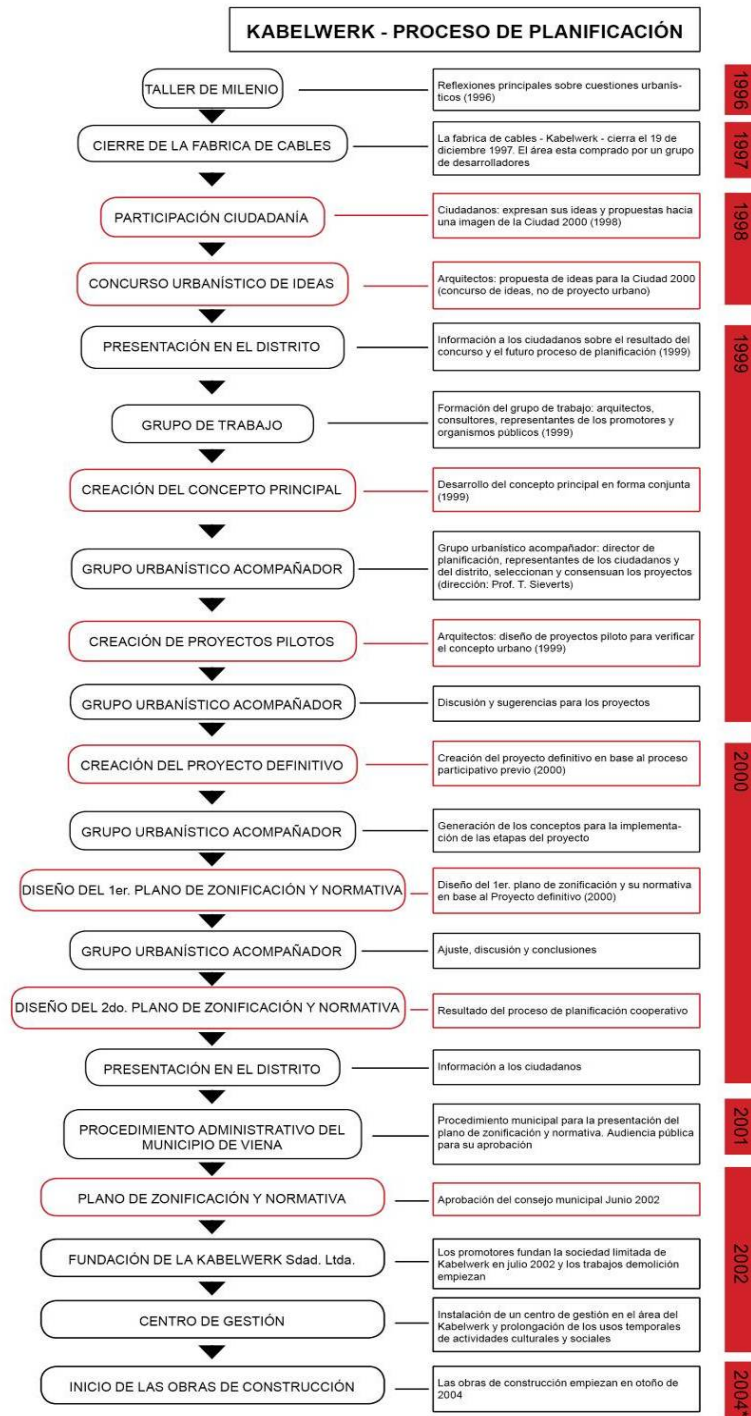 KABELWERK - PROCESO DE PLANIFICACIÓN
TALLER DE MILENIO
Reflexiones principales sobre cuestiones urbanís-
ticos (1996)
1996
CIERRE DE LA FABRICA DE CABLES
La fabrica de cables - Kabelwerk - cierra el 19 de
diciembre 1997. El área esta comprado por un grupo
de desarrolladores
1997
PARTICIPACIÓN CIUDADANÍA
Ciudadanos: expresan sus ideas y propuestas hacia
una imagen de la Ciudad 2000 (1998)
1998
CONCURSO URBANÍSTICO DE IDEAS
Arquitectos: propuesta de ideas para la Ciudad 2000
(concurso de ideas, no de proyecto urbano)
PRESENTACIÓN EN EL DISTRITO
Información a los ciudadanos sobre el resultado del
concurso y el futuro proceso de planificación (1999)
1999
GRUPO DE TRABAJO
Formación del grupo de trabajo: arquitectos,
consultores, representantes de los promotores y
organismos públicos (1999)
CREACIÓN DEL CONCEPTO PRINCIPAL
Desarrollo del concepto principal en forma conjunta
(1999)
GRUPO URBANÍSTICO ACOMPAÑADOR
Grupo urbanístico acompañador: director de
planificación, representantes de los ciudadanos y
del distrito, seleccionan y consensuan los proyectos
(dirección: Prof. T. Sieverts)
CREACIÓN DE PROYECTOS PILOTOS
Arquitectos: diseño de proyectos piloto para verificar
el concepto urbano (1999)
GRUPO URBANÍSTICO ACOMPAÑADOR
Discusión y sugerencias para los proyectos
CREACIÓN DEL PROYECTO DEFINITIVO
Creación del proyecto definitivo en base al proceso
participativo previo (2000)
2000
GRUPO URBANÍSTICO ACOMPAÑADOR
Generación de los conceptos para la implementa-
ción de las etapas del proyecto
DISEÑO DEL 1er. PLANO DE ZONIFICACIÓN Y NORMATIVA
Diseño del 1er. plano de zonificación y su normativa
en base al Proyecto definitivo (2000)
GRUPO URBANÍSTICO ACOMPAÑADOR
Ajuste, discusión y conclusiones
DISEÑO DEL 2do. PLANO DE ZONIFICACIÓN Y NORMATIVA
Resultado del proceso de planificación cooperativo
PRESENTACIÓN EN EL DISTRITO
Información a los ciudadanos
PROCEDIMIENTO ADMINISTRATIVO DEL
MUNICIPIO DE VIENA
Procedimiento municipal para la presentación del
plano de zonificación y normativa. Audiencia pública
para su aprobación
2001
PLANO DE ZONIFICACIÓN Y NORMATIVA
Aprobación del consejo municipal Junio 2002
FUNDACIÓN DE LA KABELWERK Sdad. Ltda.
Los promotores fundan la sociedad limitada de
Kabelwerk en julio 2002 y los trabajos demolición
empiezan
2002
CENTRO DE GESTIÓN
Instalación de un centro de gestión en el área del
Kabelwerk y prolongación de los usos temporales
de actividades culturales y sociales
INICIO DE LAS OBRAS DE CONSTRUCCIÓN
Las obras de construcción empiezan en otoño de
2004
2004*